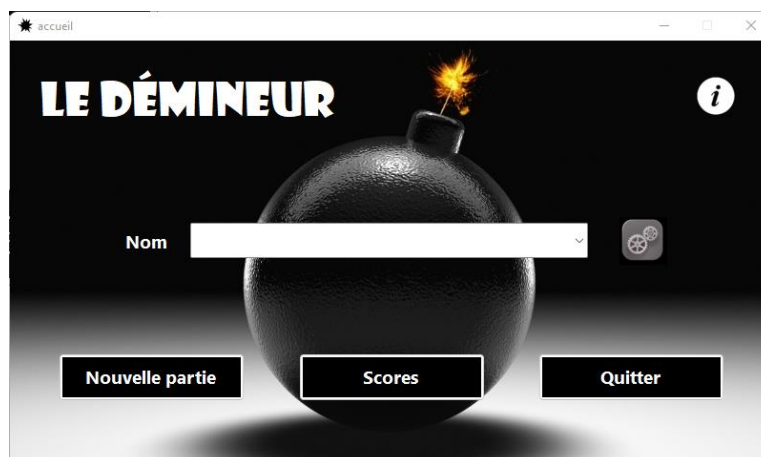 accueil
LE DÉMINEUR
i
Nom
Nouvelle partie
Scores
Quitter